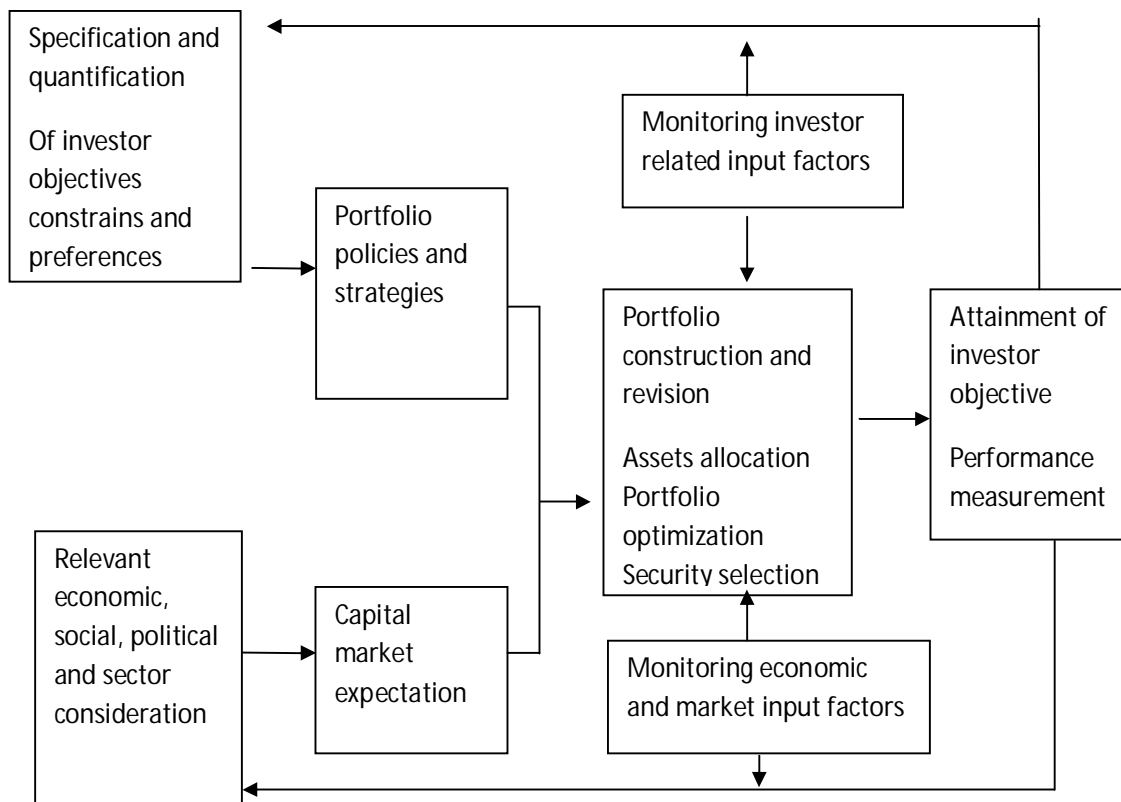 Specification and
quantification
Of investor
objectives
constrains and
preferences
Monitoring investor
related input factors
Portfolio
policies and
strategies
Portfolio
construction and
revision
Assets allocation
Portfolio
optimization
Security selection
Attainment of
investor
objective
Performance
measurement
Relevant
economic,
social, political
and sector
consideration
Capital
market
expectation
Monitoring economic
and market input factors